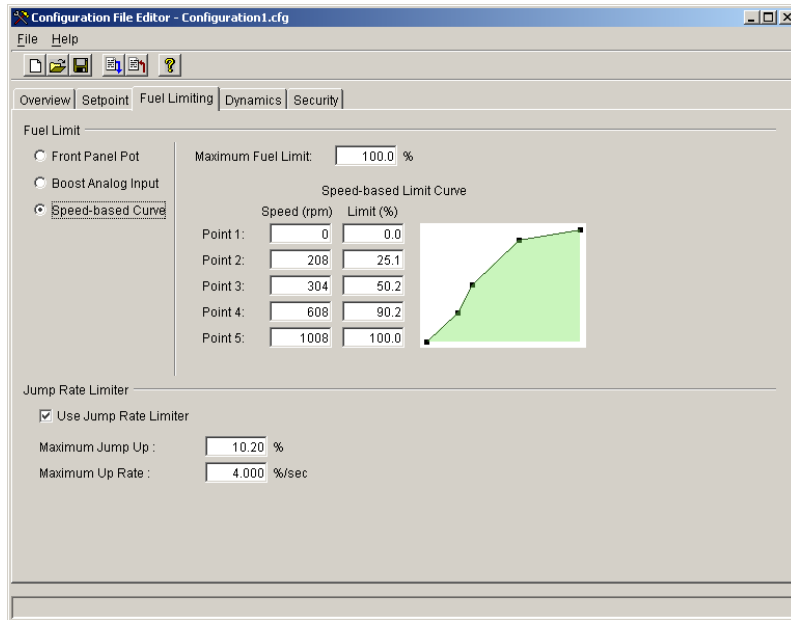 Configuration File Editor - Configuration1.cfg
File Help
Overview Setpoint Fuel Limiting Dynamics Security
Fuel Limit
Front Panel Pot
Boost Analog Input
Speed-based Curve
Maximum Fuel Limit: 100.0 %
Speed-based Limit Curve
Speed (rpm) Limit (%)
Point 1: 0 0.0
Point 2: 208 25.1
Point 3: 304 50.2
Point 4: 608 90.2
Point 5: 1008 100.0
Jump Rate Limiter
Use Jump Rate Limiter
Maximum Jump Up : 10.20 %
Maximum Up Rate : 4.000 %/sec